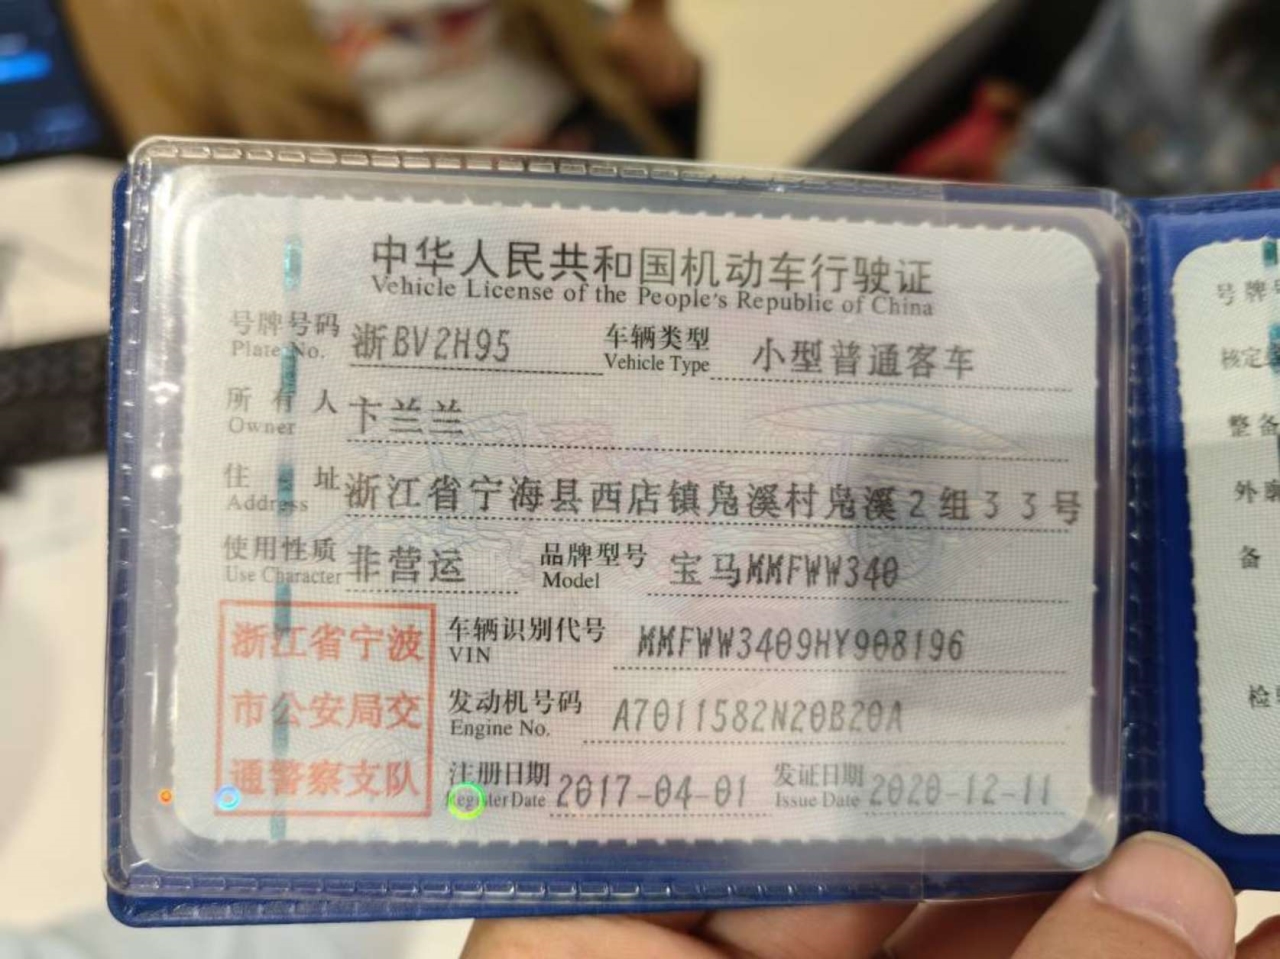 中华人民共和国机动车行驶证
Vehicle License of the People's Republic of China
号牌号码 浙BV2H95 车辆类型 小型普通客车
Plate No. Vehicle Type
所有人 卞兰兰
Owner
住址 浙江省宁海县西店镇凫溪村凫溪2组33号
Address
使用性质 非营运 品牌型号 宝马MMFWW340
Use Character Model
浙江省宁波
市公安局交
通警察支队
车辆识别代号 MMFWW3409HY908196
VIN
发动机号码 A7011582N20B20A
Engine No.
注册日期 2017-04-01 发证日期 2020-12-11
Register Date Issue Date
号牌
核定
整备
外
备
检